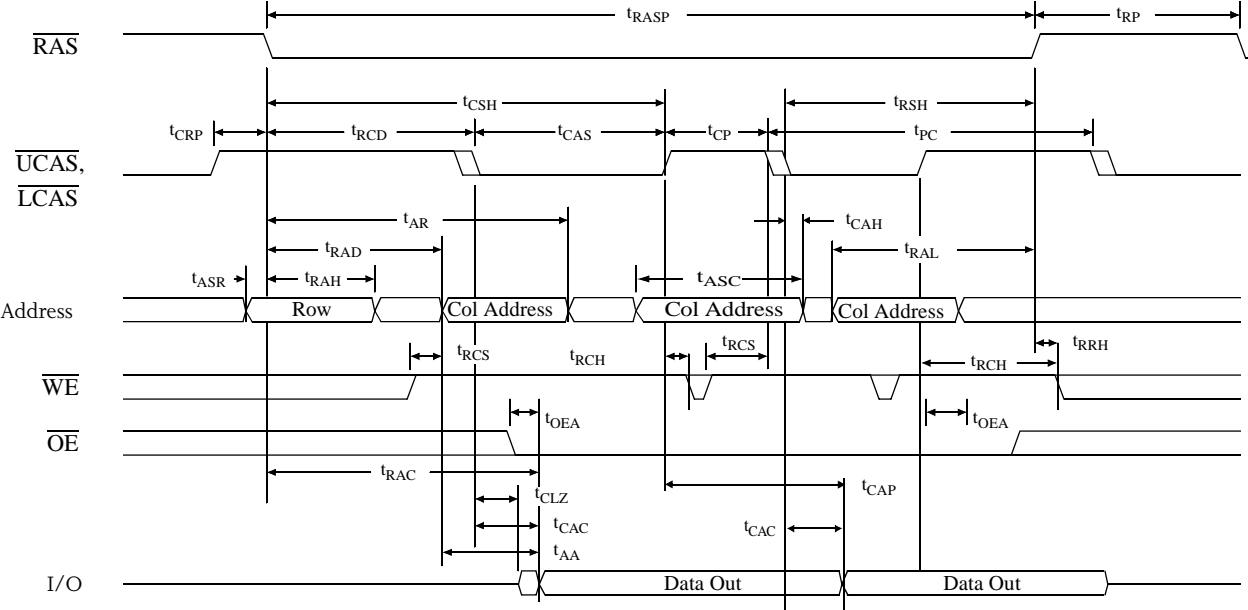 tRASP tRP
RAS
tCSH tRSH
tCRP tRCD tCAS tCP tPC
UCAS,
LCAS
tAR tCAH
tRAD tRAL
tASR tRAH tASC
Address Row Col Address Col Address Col Address
tRCS tRCH tRCS tRCH tRRH
WE
tOEA tOEA
OE
tRAC tCAP
tCLZ
tCAC tCAC
tAA
I/O Data Out Data Out